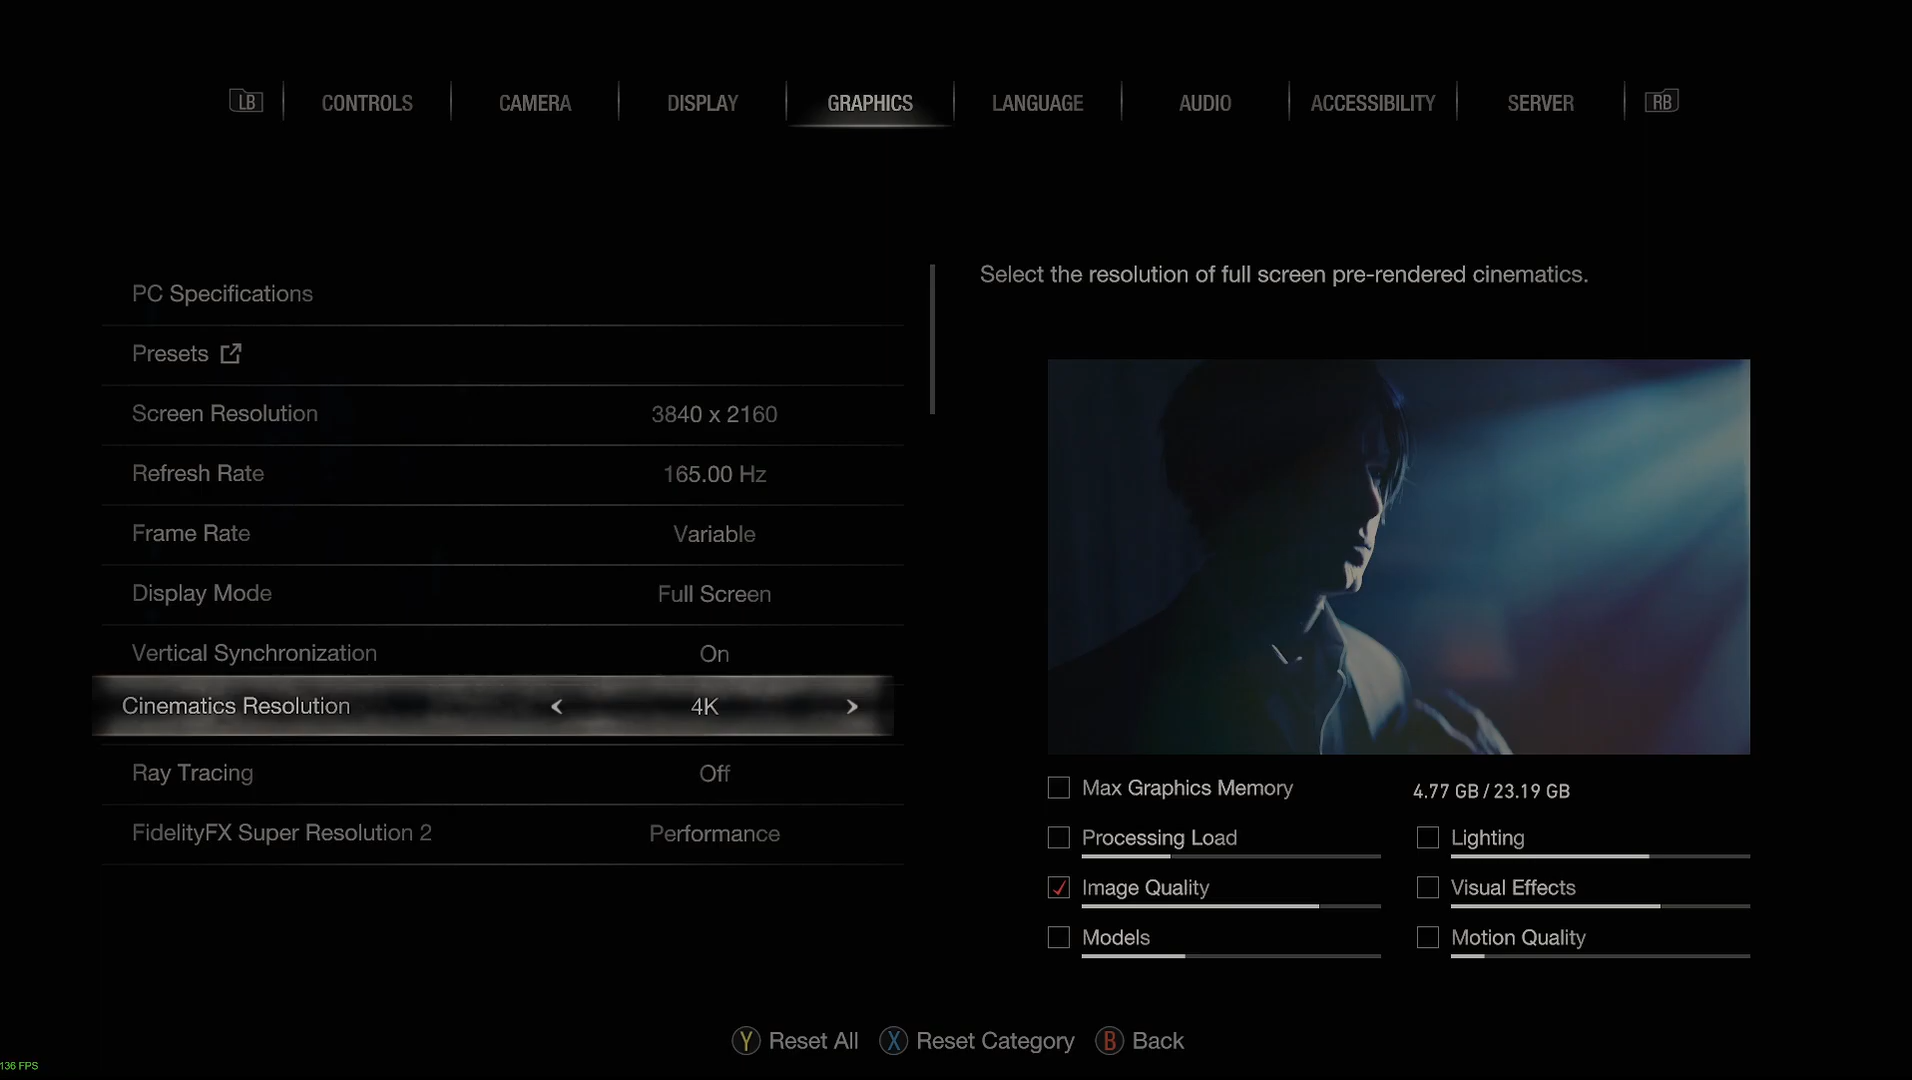 LB CONTROLS CAMERA DISPLAY GRAPHICS LANGUAGE AUDIO ACCESSIBILITY SERVER RB
Select the resolution of full screen pre-rendered cinematics.
PC Specifications
Presets
Screen Resolution 3840 x 2160
Refresh Rate 165.00 Hz
Frame Rate Variable
Display Mode Full Screen
Vertical Synchronization On
Cinematics Resolution 4K
Ray Tracing Off
FidelityFX Super Resolution 2 Performance
Max Graphics Memory 4.77 GB / 23.19 GB
Processing Load Lighting
Image Quality Visual Effects
Models Motion Quality
Y Reset All X Reset Category B Back
136 FPS